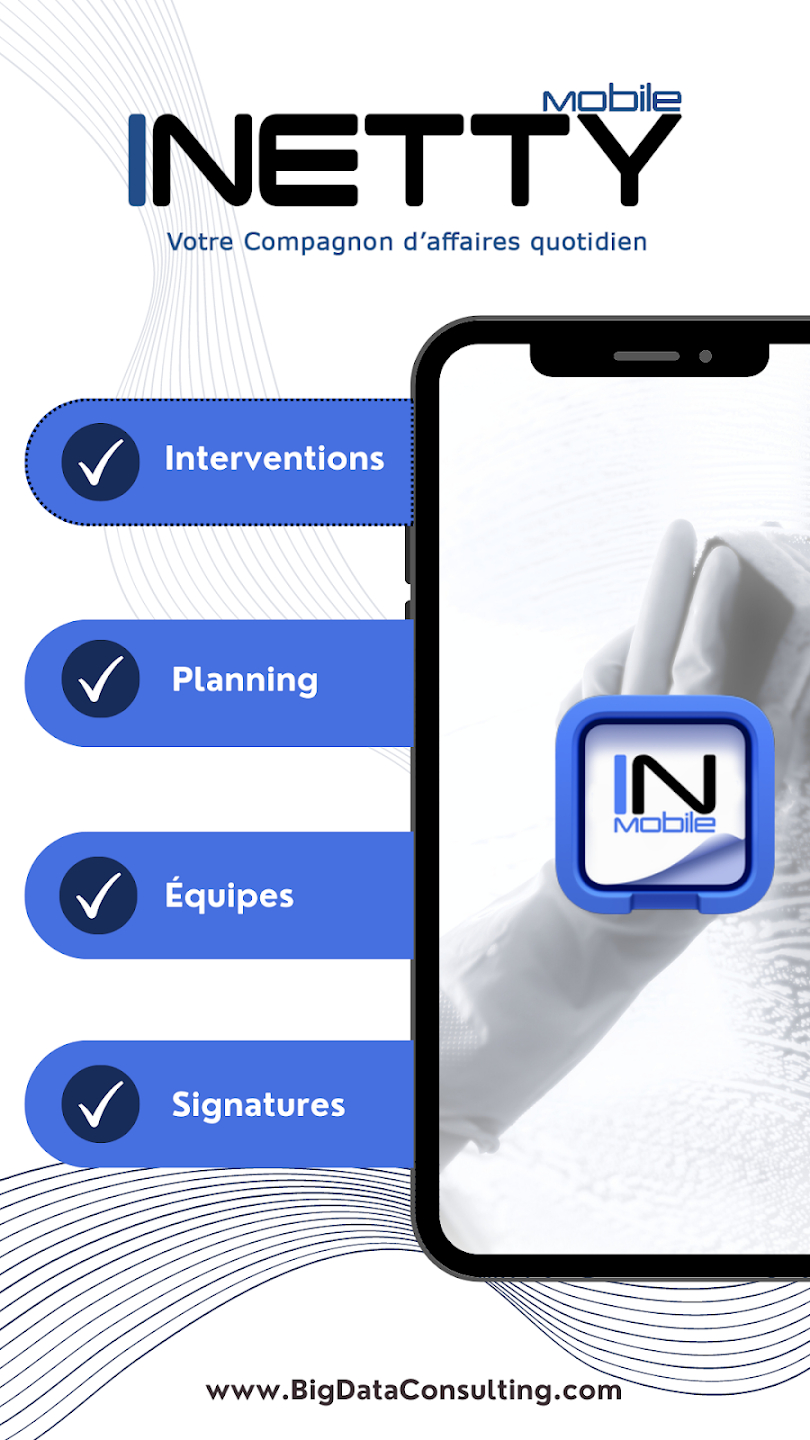 mobile
INETTY
Votre Compagnon d’affaires quotidien
Interventions
Planning
Équipes
Signatures
IN
mobile
www.BigDataConsulting.com